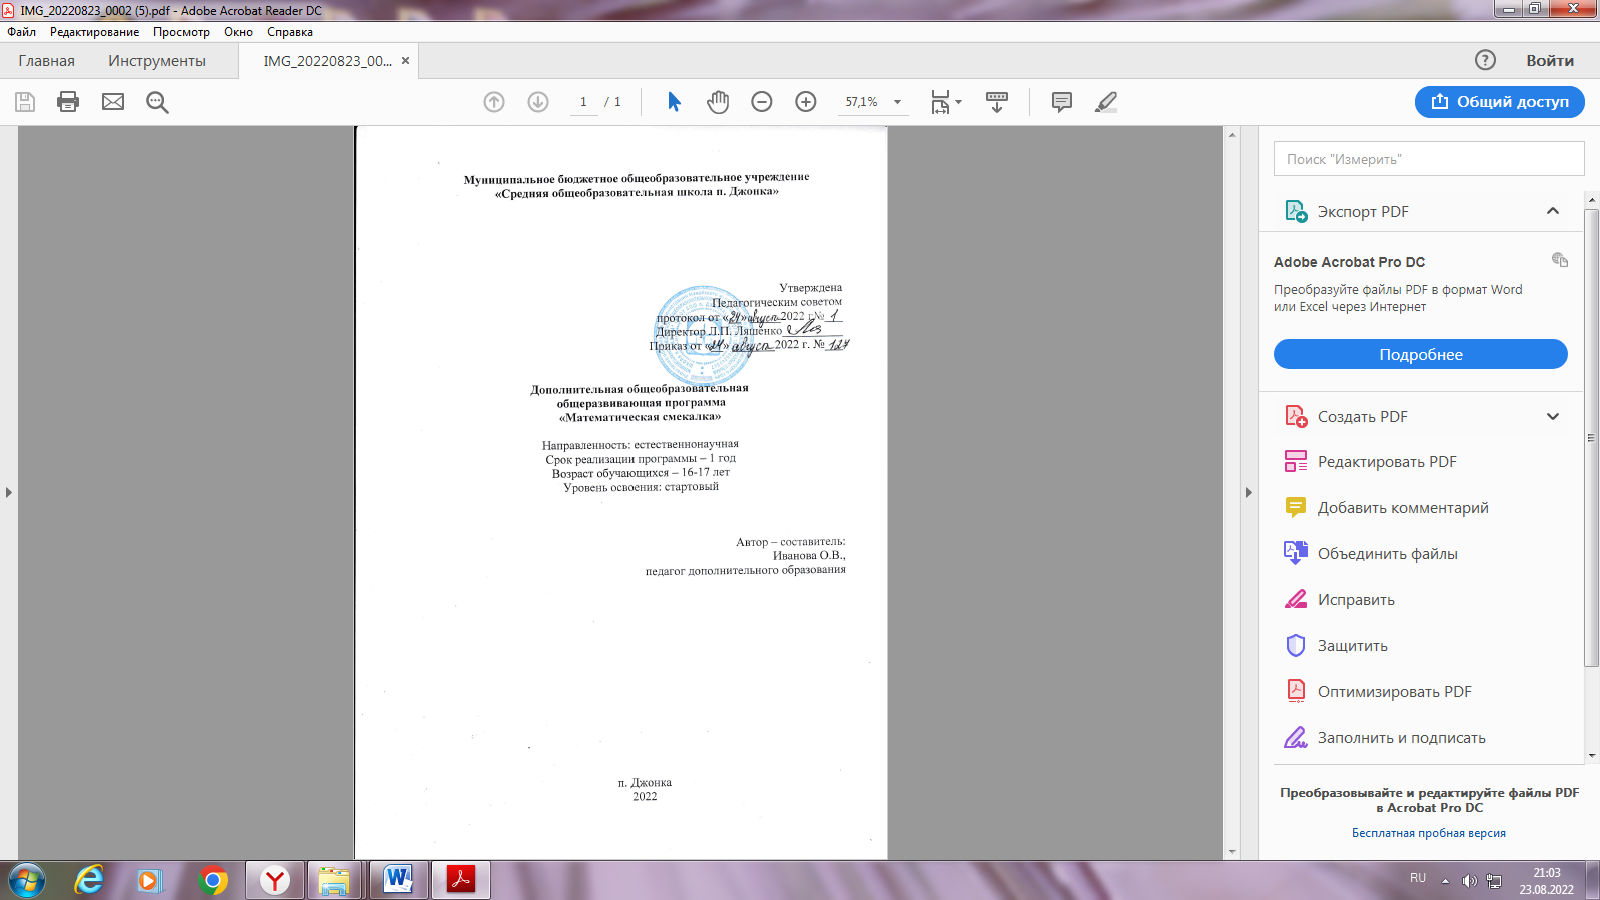 IMG_20220823_0002 (5).pdf - Adobe Acrobat Reader DC
Файл Редактирование Просмотр Окно Справка
Главная Инструменты IMG_20220823_00... × Войти
1 / 1 57,1% Общий доступ
Муниципальное бюджетное общеобразовательное учреждение
«Средняя общеобразовательная школа п. Джонка»
Утверждена
Педагогическим советом
протокол от «24» август 2022 г.№ 1
Директор Л.П. Ляшенко
Приказ от «24» августа 2022 г. № 127
Дополнительная общеобразовательная
общеразвивающая программа
«Математическая смекалка»
Направленность: естественнонаучная
Срок реализации программы – 1 год
Возраст обучающихся – 16-17 лет
Уровень освоения: стартовый
Автор – составитель:
Иванова О.В.,
педагог дополнительного образования
п. Джонка
2022
Поиск "Измерить"
Экспорт PDF
Adobe Acrobat Pro DC
Преобразуйте файлы PDF в формат Word
или Excel через Интернет
Подробнее
Создать PDF
Редактировать PDF
Добавить комментарий
Объединить файлы
Исправить
Защитить
Оптимизировать PDF
Заполнить и подписать
Преобразовывайте и редактируйте файлы PDF
в Acrobat Pro DC
Бесплатная пробная версия
RU
21:03
23.08.2022